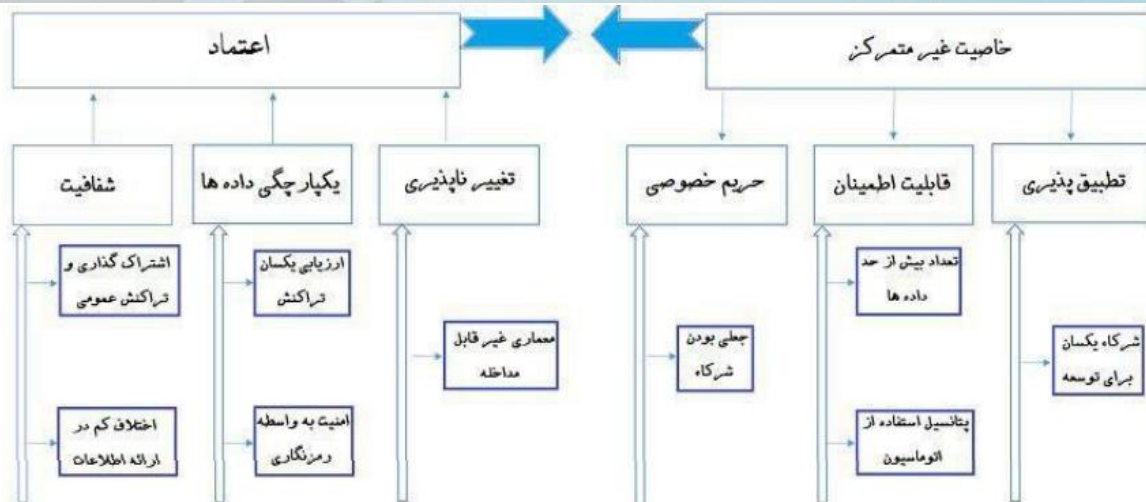 خاصیت غیر متمرکز
اعتماد
تطبیق پذیری
قابلیت اطمینان
حریم خصوصی
تغییر ناپذیری
یکپارچگی داده ها
شفافیت
شرکاء یکسان
برای توسعه
تعداد بیش از حد
داده ها
پتانسیل استفاده از
اتوماسیون
جعلی بودن
شرکاء
معماری غیر قابل
مداخله
ارزیابی یکسان
تراکنش
امنیت به واسطه
رمزنگاری
اشتراک گذاری و
تراکنش عمومی
اختلاف کم در
ارائه اطلاعات